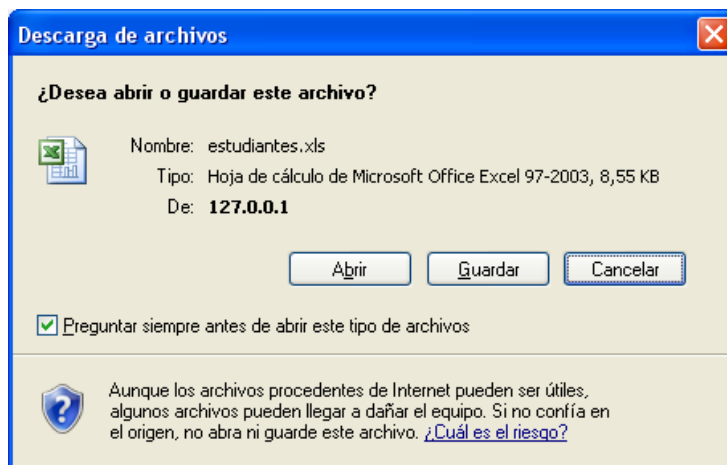 Descarga de archivos
¿Desea abrir o guardar este archivo?
Nombre: estudiantes.xls
Tipo: Hoja de cálculo de Microsoft Office Excel 97-2003, 8,55 KB
De: 127.0.0.1
Abrir Guardar Cancelar
Preguntar siempre antes de abrir este tipo de archivos
Aunque los archivos procedentes de Internet pueden ser útiles,
algunos archivos pueden llegar a dañar el equipo. Si no confía en
el origen, no abra ni guarde este archivo. ¿Cuál es el riesgo?